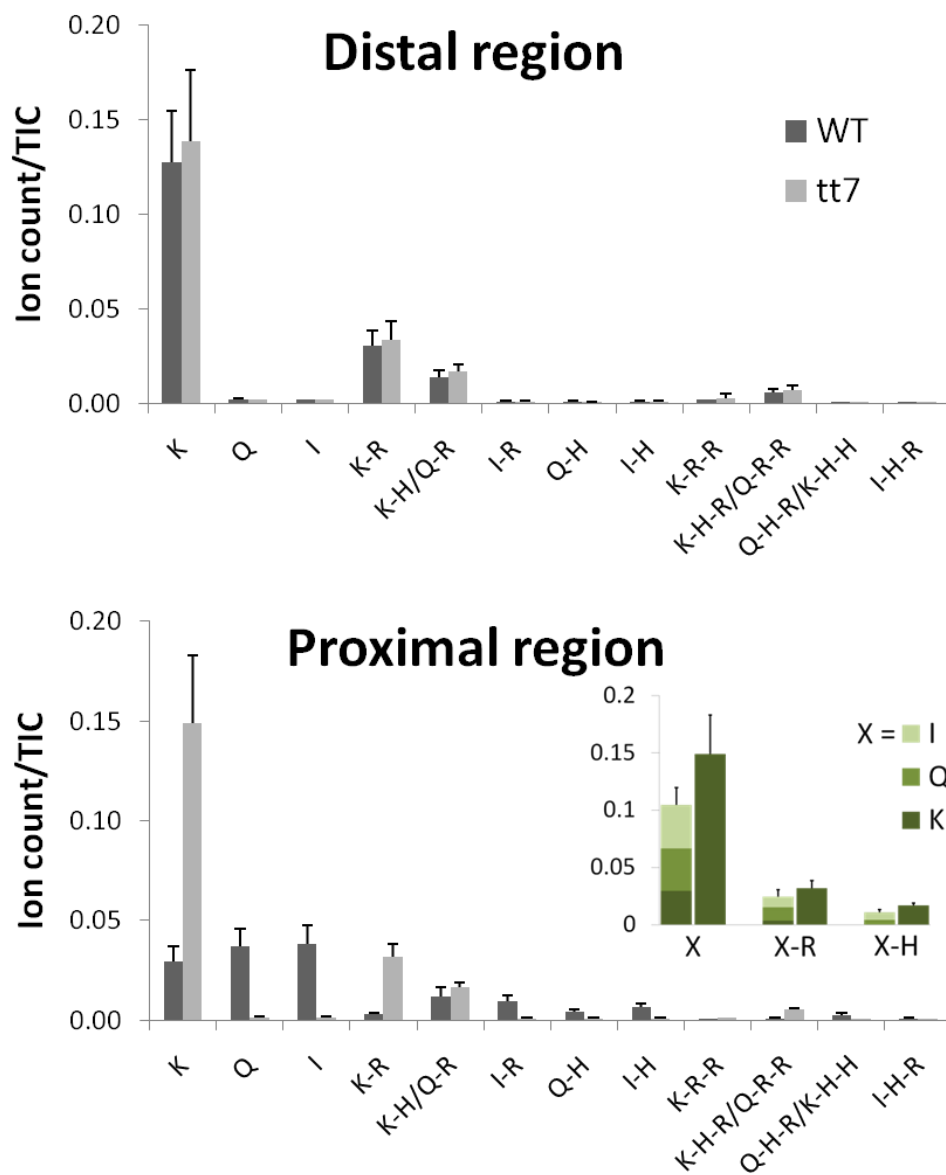 Distal region
Ion count/TIC
0.20
0.15
0.10
0.05
0.00
WT
tt7
K
Q
I
K-R
K-H/Q-R
I-R
Q-H
I-H
K-R-R
K-H-R/Q-R-R
Q-H-R/K-H-H
I-H-R
Proximal region
Ion count/TIC
0.20
0.15
0.10
0.05
0.00
0.2
0.15
0.1
0.05
0
X = I
Q
K
X
X-R
X-H
K
Q
I
K-R
K-H/Q-R
I-R
Q-H
I-H
K-R-R
K-H-R/Q-R-R
Q-H-R/K-H-H
I-H-R